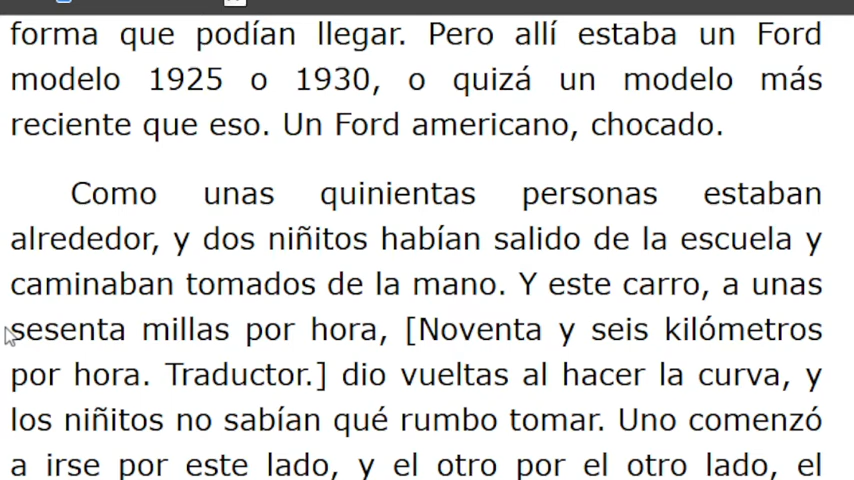 forma que podían llegar. Pero allí estaba un Ford
modelo 1925 o 1930, o quizá un modelo más
reciente que eso. Un Ford americano, chocado.
Como unas quinientas personas estaban
alrededor, y dos niñitos habían salido de la escuela y
caminaban tomados de la mano. Y este carro, a unas
sesenta millas por hora, [Noventa y seis kilómetros
por hora. Traductor.] dio vueltas al hacer la curva, y
los niñitos no sabían qué rumbo tomar. Uno comenzó
a irse por este lado, y el otro por el otro lado, el